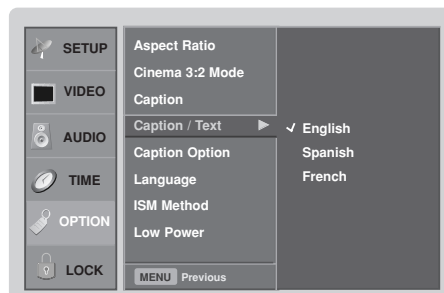 SETUP
VIDEO
AUDIO
TIME
OPTION
LOCK
Aspect Ratio
Cinema 3:2 Mode
Caption
Caption / Text
Caption Option
Language
ISM Method
Low Power
MENU Previous
English
Spanish
French